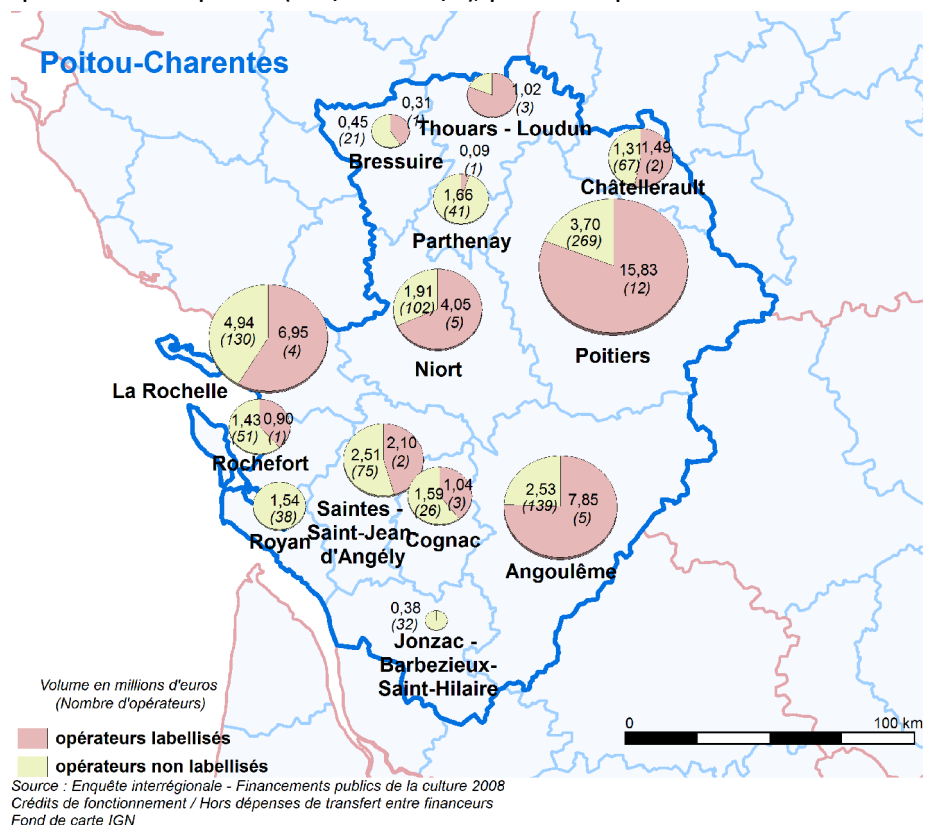 Poitou-Charentes
1,02
(3)
Thouars - Loudun
0,31
(1)
0,45
(21)
Bressuire
0,09
(1)
1,66
(41)
Parthenay
1,31
(67)
1,49
(2)
Châtellerault
3,70
(269)
15,83
(12)
Poitiers
1,91
(102)
4,05
(5)
Niort
4,94
(130)
6,95
(4)
La Rochelle
1,43
(51)
0,90
(1)
Rochefort
2,51
(75)
2,10
(2)
Saintes -
Saint-Jean
d'Angély
1,59
(26)
1,04
(3)
Cognac
1,54
(38)
Royan
2,53
(139)
7,85
(5)
Angoulême
0,38
(32)
Jonzac -
Barbezieux-
Saint-Hilaire
Volume en millions d'euros
(Nombre d'opérateurs)
opérateurs labellisés
opérateurs non labellisés
0
100 km
Source : Enquête interrégionale - Financements publics de la culture 2008
Crédits de fonctionnement / Hors dépenses de transfert entre financeurs
Fond de carte IGN